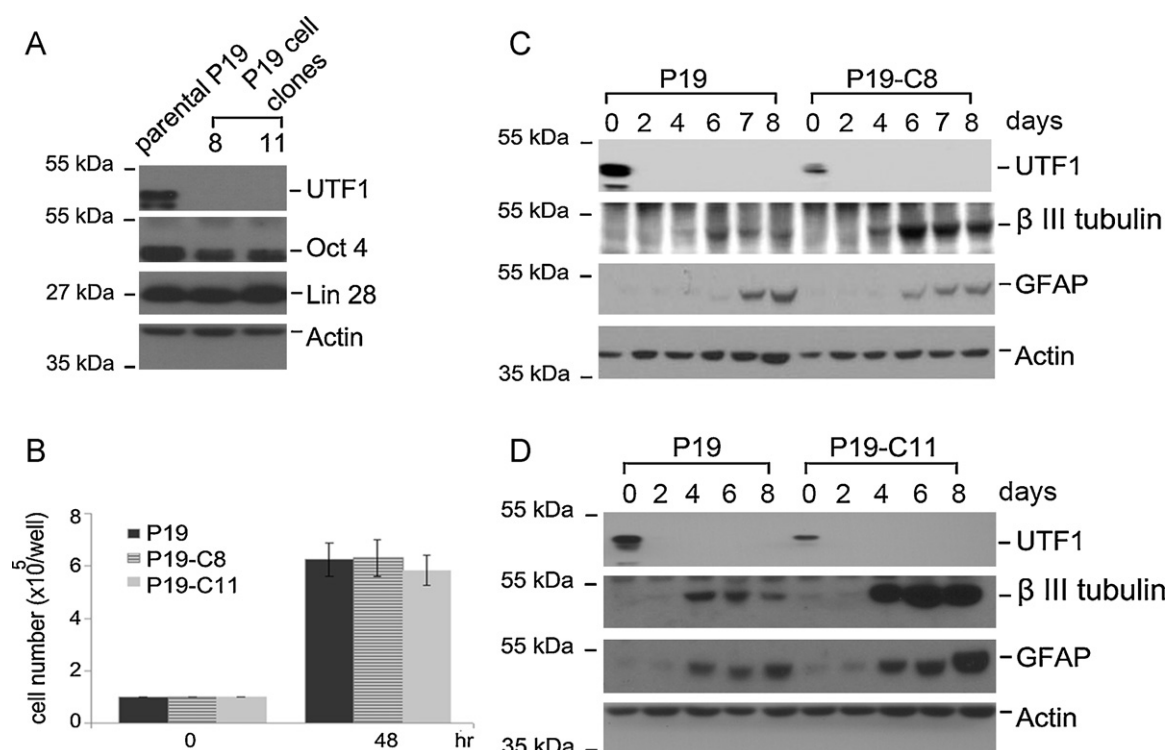 A
parental P19
P19 cell
clones
8 11
55 kDa
UTF1
55 kDa
Oct 4
27 kDa
Lin 28
Actin
35 kDa
B
cell number (x10⁵/well)
8
6
4
2
0
P19
P19-C8
P19-C11
0 48 hr
C
P19 P19-C8
0 2 4 6 7 8 0 2 4 6 7 8 days
55 kDa
UTF1
55 kDa
β III tubulin
55 kDa
GFAP
Actin
35 kDa
D
P19 P19-C11
0 2 4 6 8 0 2 4 6 8 days
55 kDa
UTF1
55 kDa
β III tubulin
55 kDa
GFAP
Actin
35 kDa